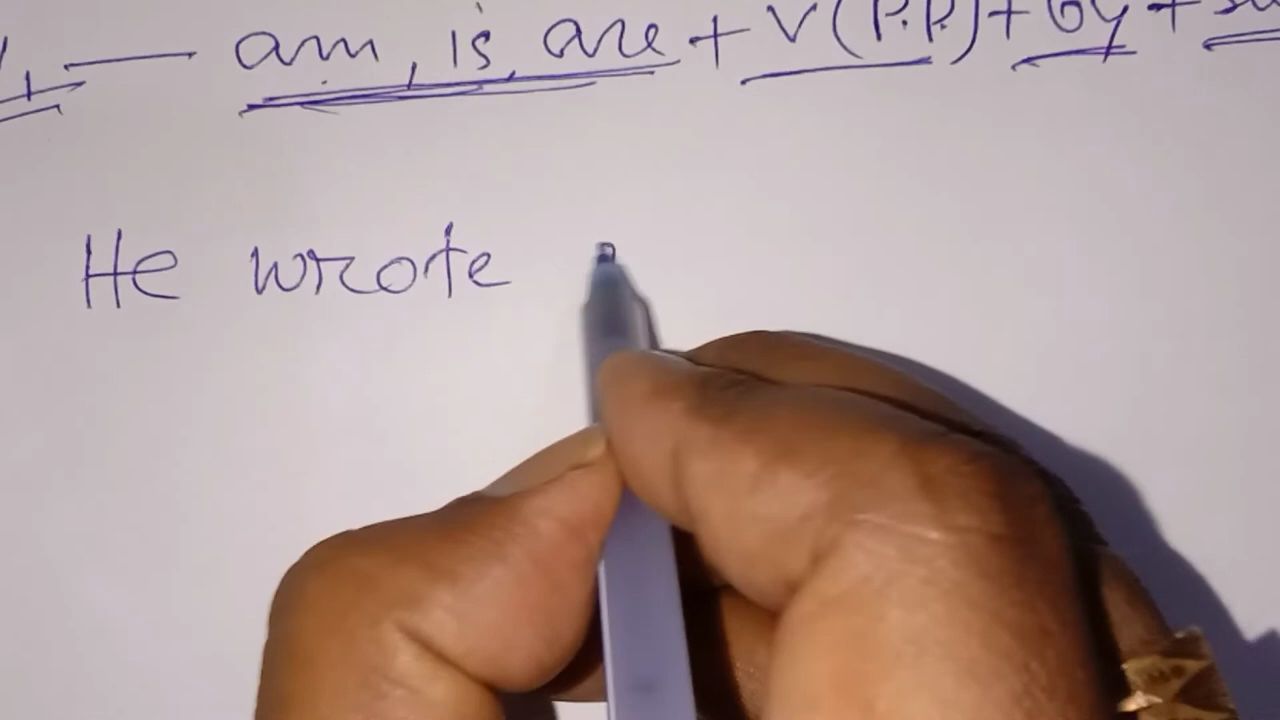 — am, is, are + V(P.P.) + by +
He wrote